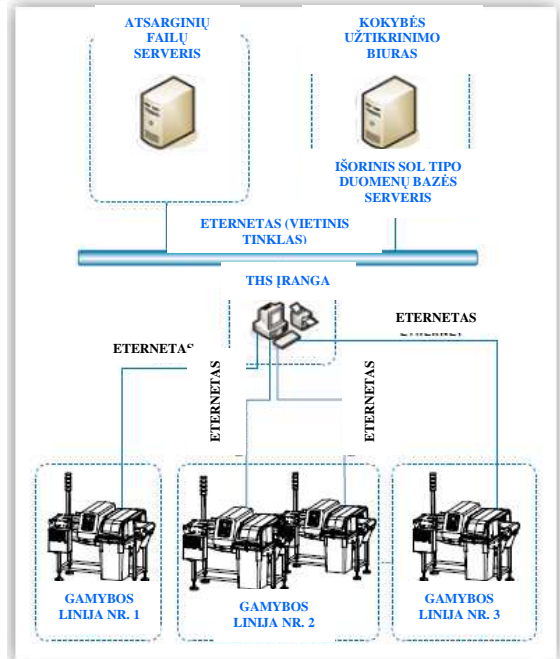 ATSARGINIŲ
FAILŲ
SERVERIS
KOKYBĖS
UŽTIKRINIMO
BIURAS
IŠORINIS SOL TIPO
DUOMENŲ BAZĖS
SERVERIS
ETERNETAS (VIETINIS
TINKLAS)
THS ĮRANGA
ETERNETAS
ETERNETAS
ETERNETAS
ETERNETAS
GAMYBOS
LINIJA NR. 1
GAMYBOS
LINIJA NR. 2
GAMYBOS
LINIJA NR. 3